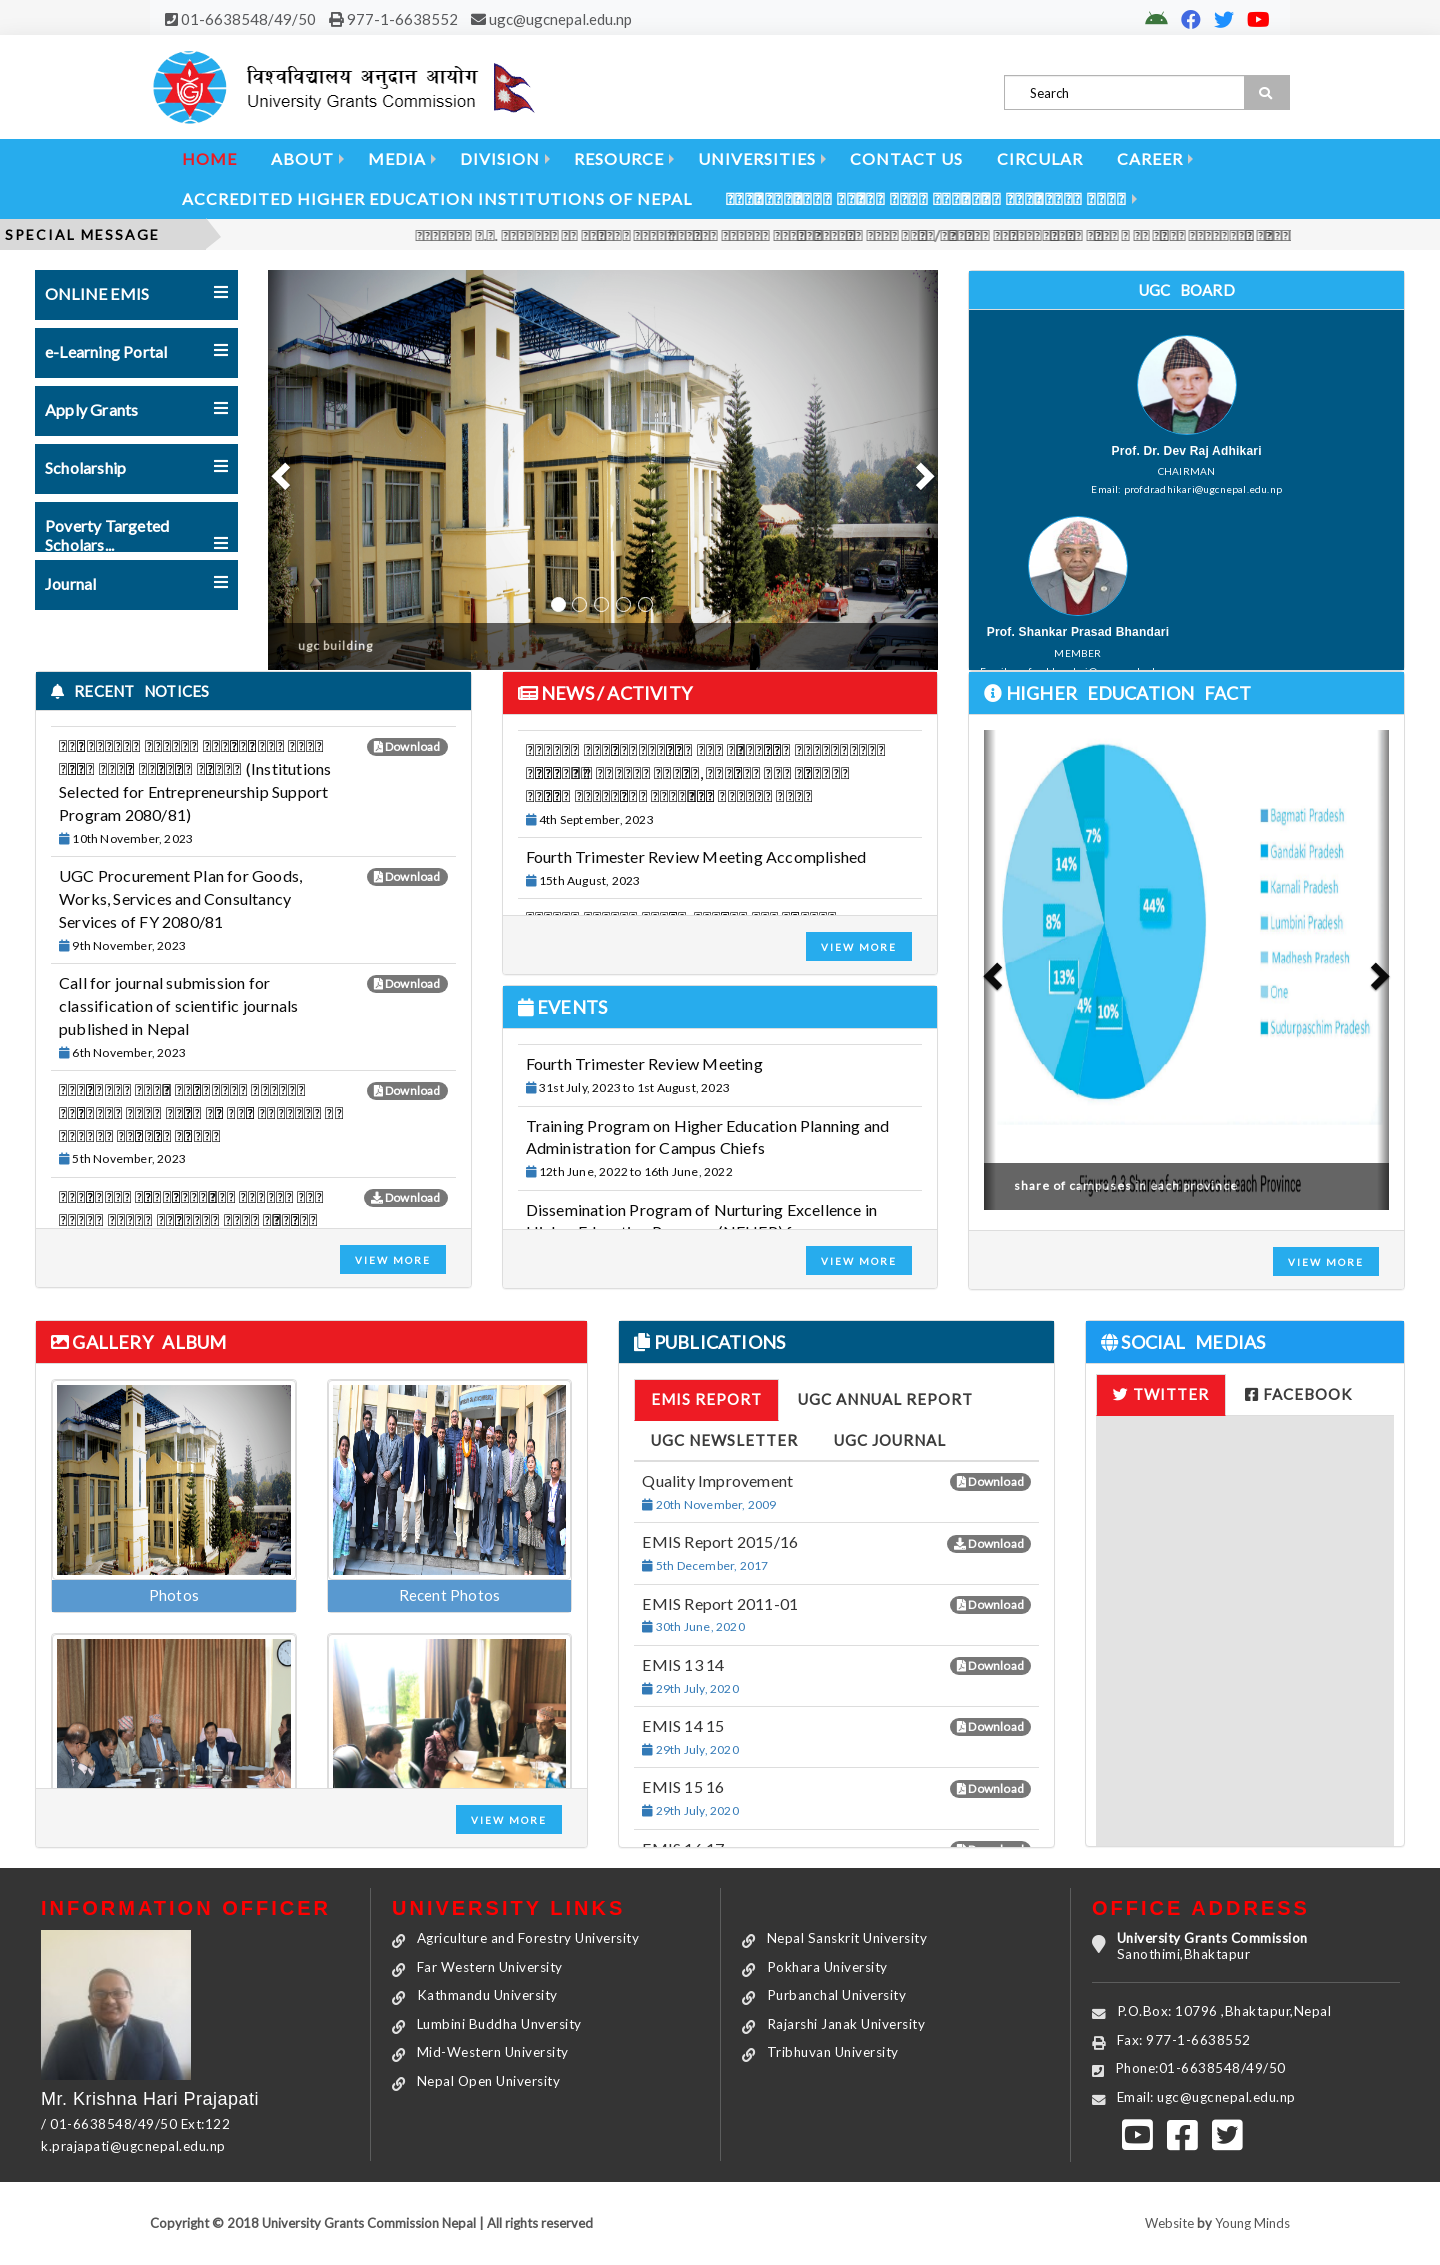 01-6638548/49/50 977-1-6638552 ugc@ugcnepal.edu.np
विश्वविद्यालय अनुदान आयोग
University Grants Commission
Search
HOME ABOUT MEDIA DIVISION RESOURCE UNIVERSITIES CONTACT US CIRCULAR CAREER
ACCREDITED HIGHER EDUCATION INSTITUTIONS OF NEPAL
SPECIAL MESSAGE
ONLINE EMIS
e-Learning Portal
Apply Grants
Scholarship
Poverty Targeted
Scholars...
Journal
ugc building
UGC BOARD
Prof. Dr. Dev Raj Adhikari
CHAIRMAN
Email: profdradhikari@ugcnepal.edu.np
Prof. Shankar Prasad Bhandari
MEMBER
RECENT NOTICES
Download
(Institutions
Selected for Entrepreneurship Support
Program 2080/81)
10th November, 2023
UGC Procurement Plan for Goods,
Works, Services and Consultancy
Services of FY 2080/81
Download
9th November, 2023
Call for journal submission for
classification of scientific journals
published in Nepal
Download
6th November, 2023
Download
5th November, 2023
Download
VIEW MORE
NEWS / ACTIVITY
4th September, 2023
Fourth Trimester Review Meeting Accomplished
15th August, 2023
VIEW MORE
EVENTS
Fourth Trimester Review Meeting
31st July, 2023 to 1st August, 2023
Training Program on Higher Education Planning and
Administration for Campus Chiefs
12th June, 2022 to 16th June, 2022
Dissemination Program of Nurturing Excellence in
VIEW MORE
HIGHER EDUCATION FACT
7%
14%
8%
13%
4%
10%
44%
Bagmati Pradesh
Gandaki Pradesh
Karnali Pradesh
Lumbini Pradesh
Madhesh Pradesh
One
Sudurpaschim Pradesh
Figure 2.3 Share of campuses in each Province
share of campuses in each province
VIEW MORE
GALLERY ALBUM
Photos
Recent Photos
VIEW MORE
PUBLICATIONS
EMIS REPORT UGC ANNUAL REPORT
UGC NEWSLETTER UGC JOURNAL
Quality Improvement Download
20th November, 2009
EMIS Report 2015/16 Download
5th December, 2017
EMIS Report 2011-01 Download
30th June, 2020
EMIS 13 14 Download
29th July, 2020
EMIS 14 15 Download
29th July, 2020
EMIS 15 16 Download
29th July, 2020
EMIS 16 17 Download
SOCIAL MEDIAS
TWITTER FACEBOOK
INFORMATION OFFICER
Mr. Krishna Hari Prajapati
/ 01-6638548/49/50 Ext:122
k.prajapati@ugcnepal.edu.np
UNIVERSITY LINKS
Agriculture and Forestry University
Far Western University
Kathmandu University
Lumbini Buddha Unversity
Mid-Western University
Nepal Open University
Nepal Sanskrit University
Pokhara University
Purbanchal University
Rajarshi Janak University
Tribhuvan University
OFFICE ADDRESS
University Grants Commission
Sanothimi,Bhaktapur
P.O.Box: 10796 ,Bhaktapur,Nepal
Fax: 977-1-6638552
Phone:01-6638548/49/50
Email: ugc@ugcnepal.edu.np
Copyright © 2018 University Grants Commission Nepal | All rights reserved
Website by Young Minds